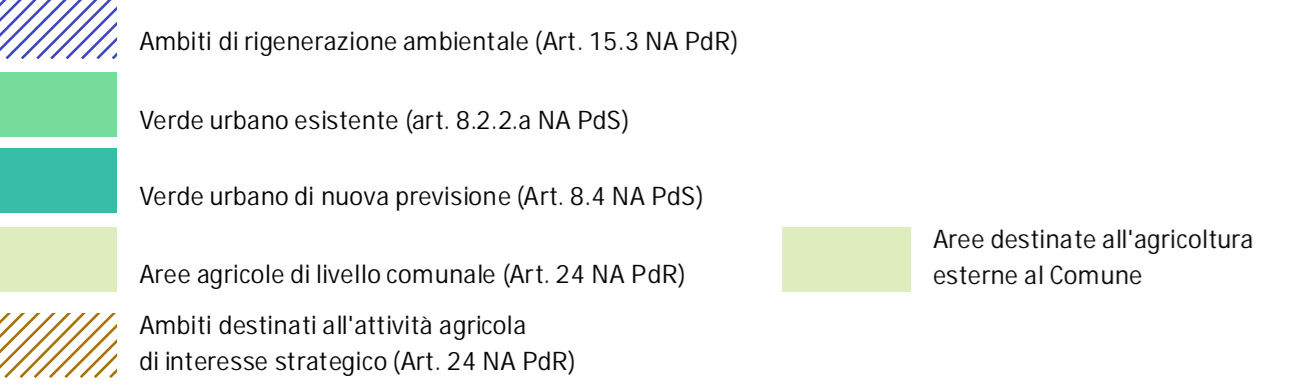 Ambiti di rigenerazione ambientale (Art. 15.3 NA PdR)
Verde urbano esistente (art. 8.2.2.a NA PdS)
Verde urbano di nuova previsione (Art. 8.4 NA PdS)
Aree agricole di livello comunale (Art. 24 NA PdR)
Ambiti destinati all'attività agricola
di interesse strategico (Art. 24 NA PdR)
Aree destinate all'agricoltura
esterne al Comune